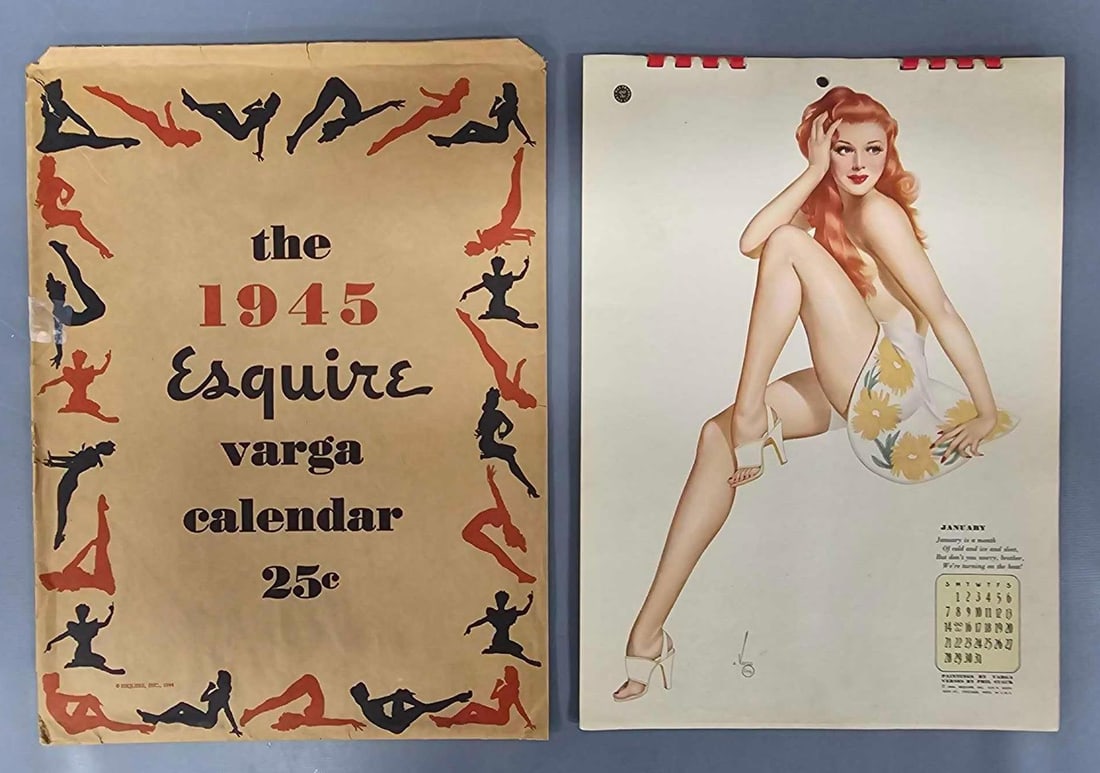 the
1945
Esquire
varga
calendar
25c
© ESQUIRE, INC., 1944
JANUARY
January is a month
Of cold and ice and sleet,
But don't you worry, brother,
We're turning on the heat!
S M T W T F S
1 2 3 4 5 6
7 8 9 10 11 12 13
14 15 16 17 18 19 20
21 22 23 24 25 26 27
28 29 30 31
PAINTINGS BY VARGA
VERSES BY PHIL STACK